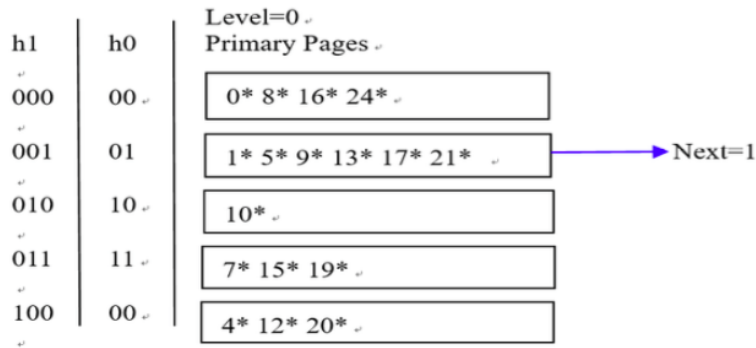 Level=0
h1 h0 Primary Pages
000 00 0* 8* 16* 24*
001 01 1* 5* 9* 13* 17* 21* Next=1
010 10 10*
011 11 7* 15* 19*
100 00 4* 12* 20*